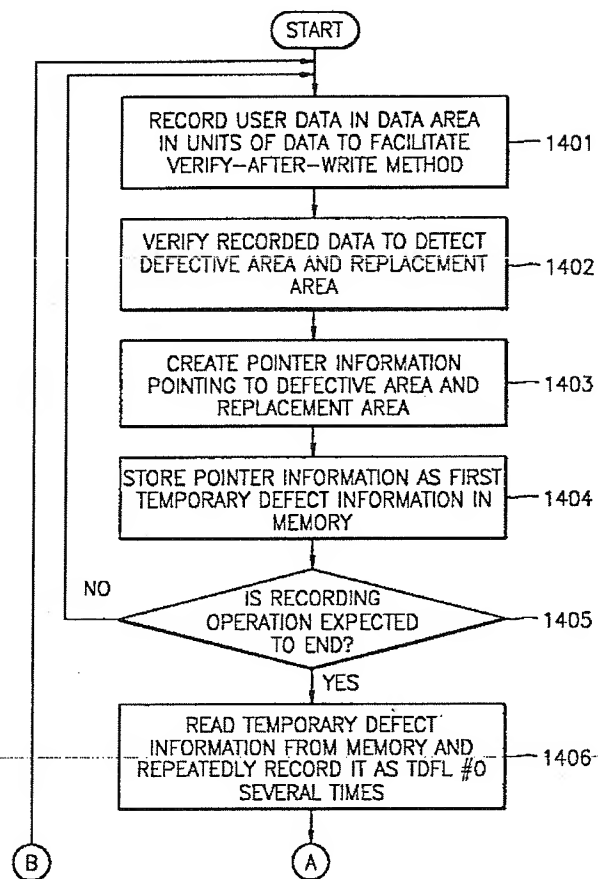 START
RECORD USER DATA IN DATA AREA
IN UNITS OF DATA TO FACILITATE
VERIFY-AFTER-WRITE METHOD
1401
VERIFY RECORDED DATA TO DETECT
DEFECTIVE AREA AND REPLACEMENT
AREA
1402
CREATE POINTER INFORMATION
POINTING TO DEFECTIVE AREA AND
REPLACEMENT AREA
1403
STORE POINTER INFORMATION AS FIRST
TEMPORARY DEFECT INFORMATION IN
MEMORY
1404
NO
IS RECORDING
OPERATION EXPECTED
TO END?
1405
YES
READ TEMPORARY DEFECT
INFORMATION FROM MEMORY AND
REPEATEDLY RECORD IT AS TDFL #0
SEVERAL TIMES
1406
B
A